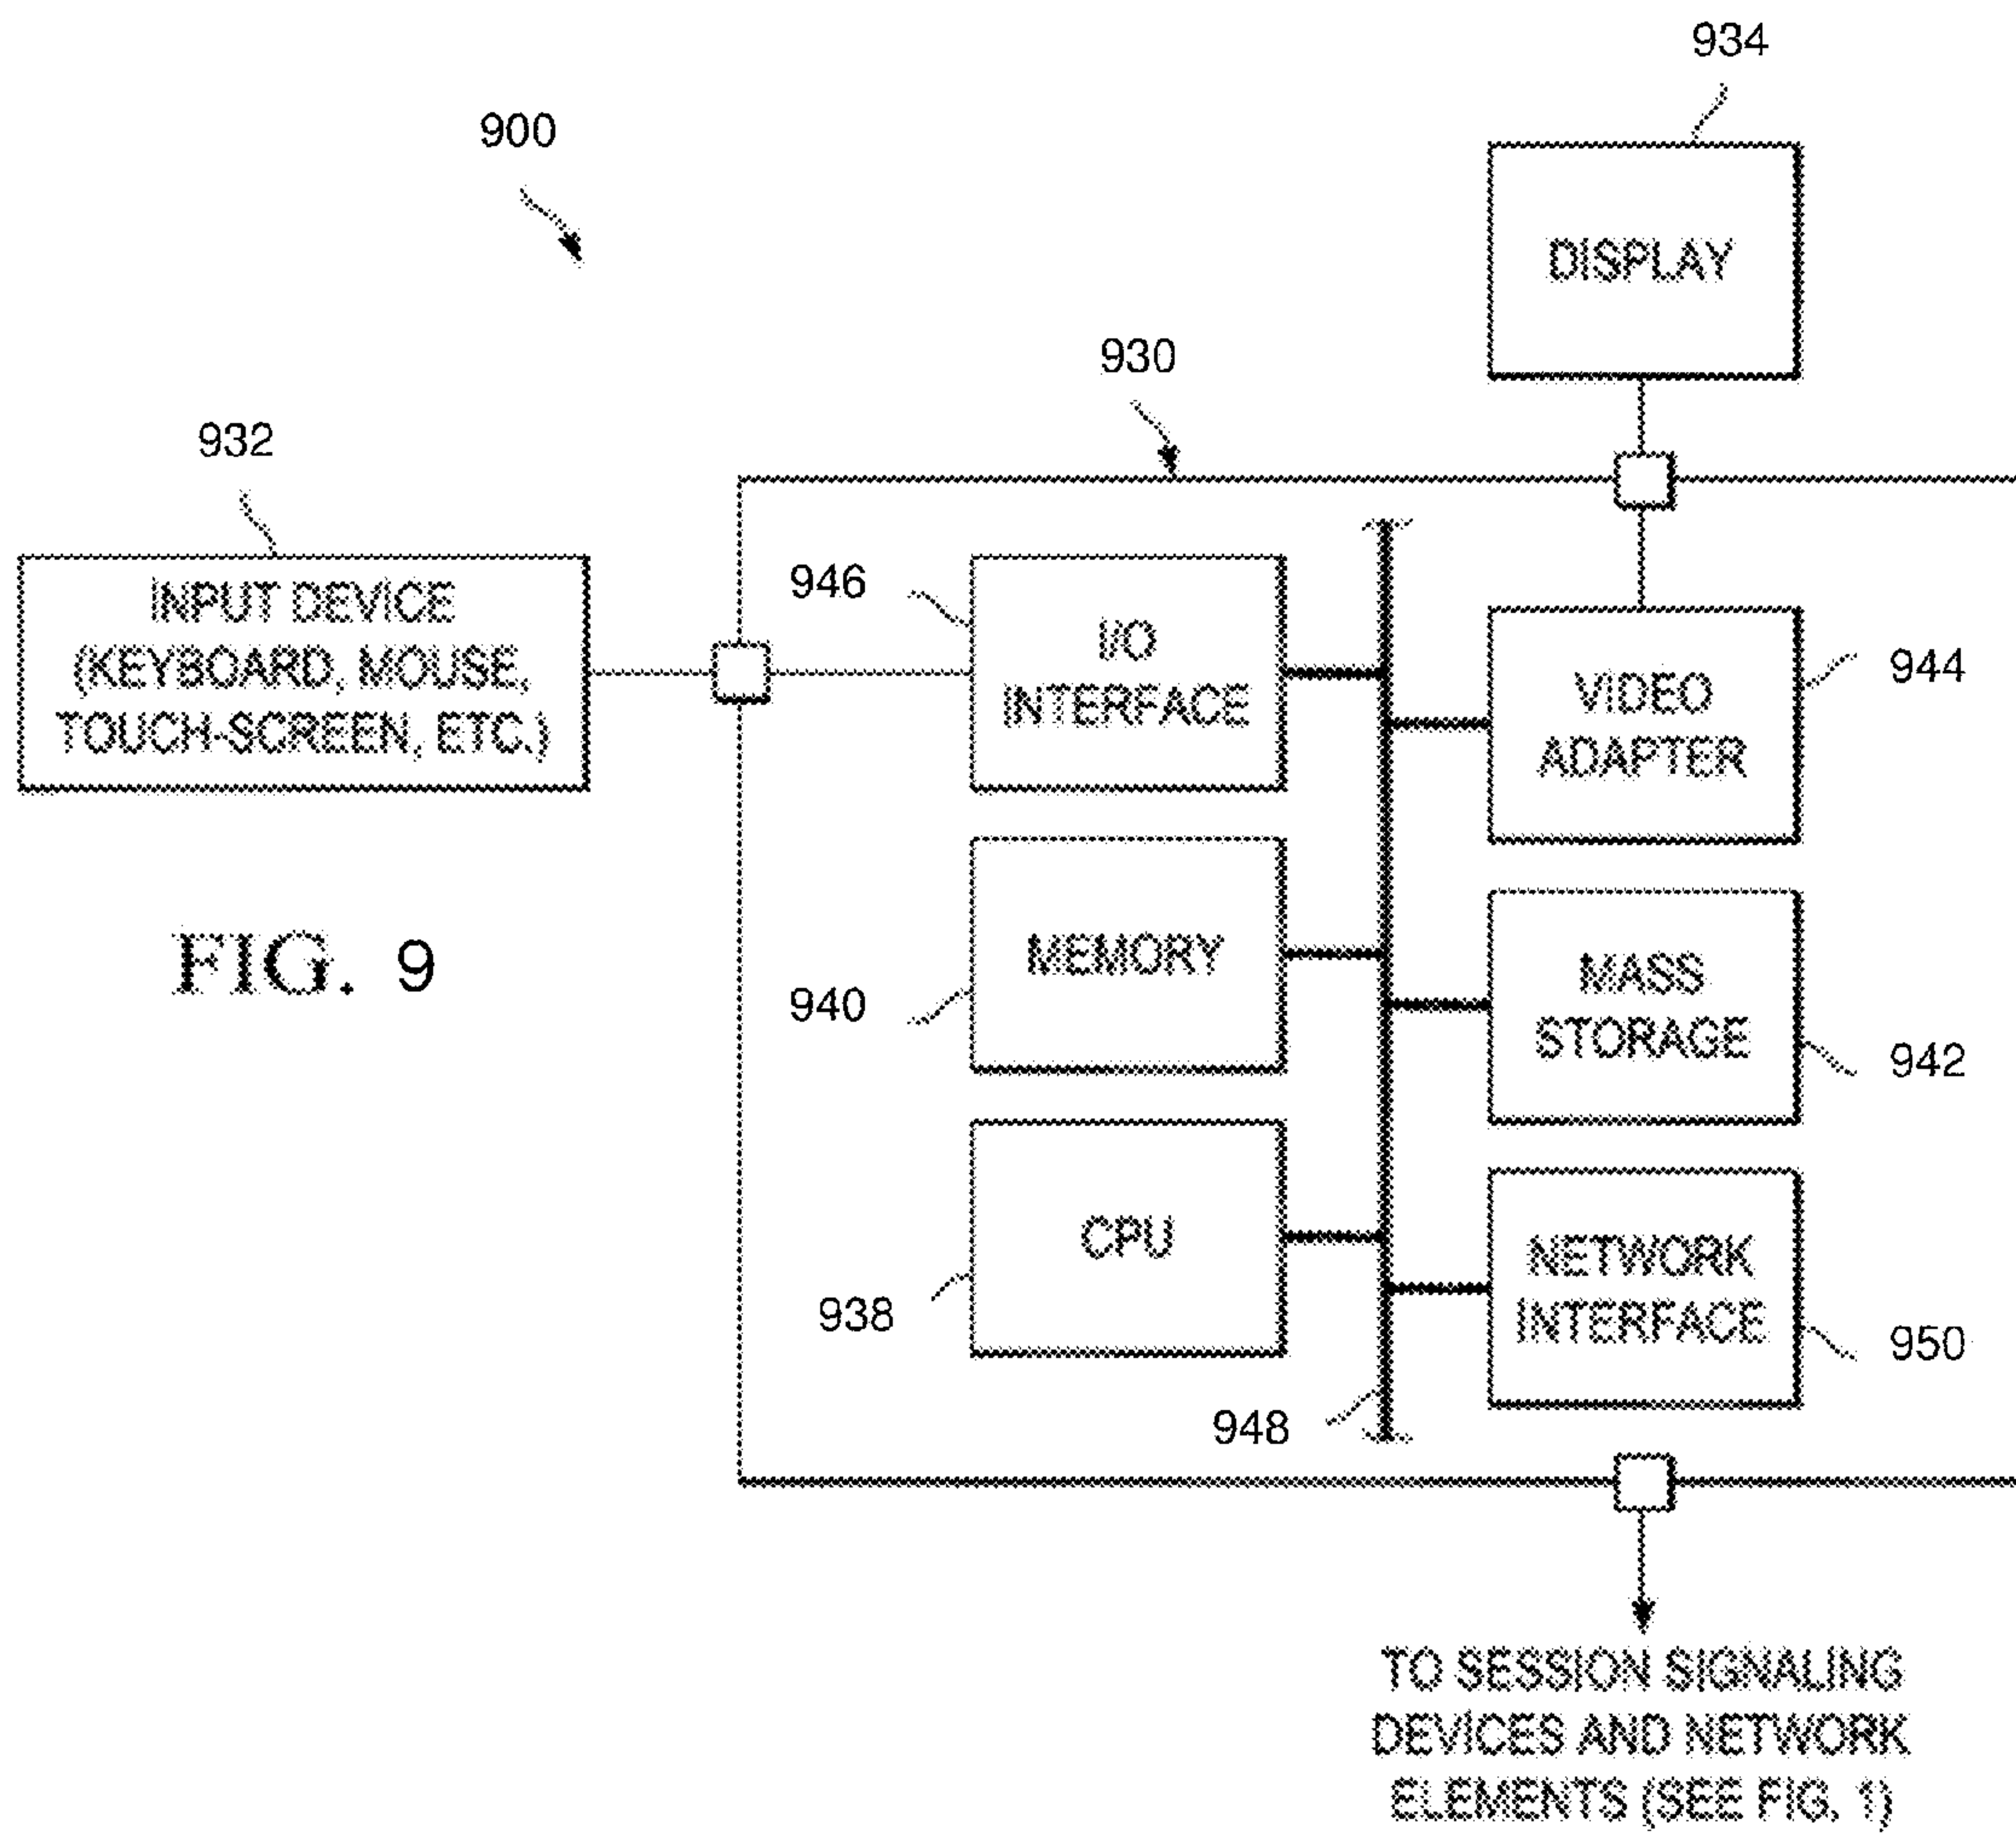 934
900
DISPLAY
930
932
INPUT DEVICE
(KEYBOARD, MOUSE,
TOUCH-SCREEN, ETC.)
946
I/O
INTERFACE
944
VIDEO
ADAPTER
FIG. 9
940
MEMORY
MASS
STORAGE
942
938
CPU
NETWORK
INTERFACE
950
948
TO SESSION SIGNALING
DEVICES AND NETWORK
ELEMENTS (SEE FIG. 1)